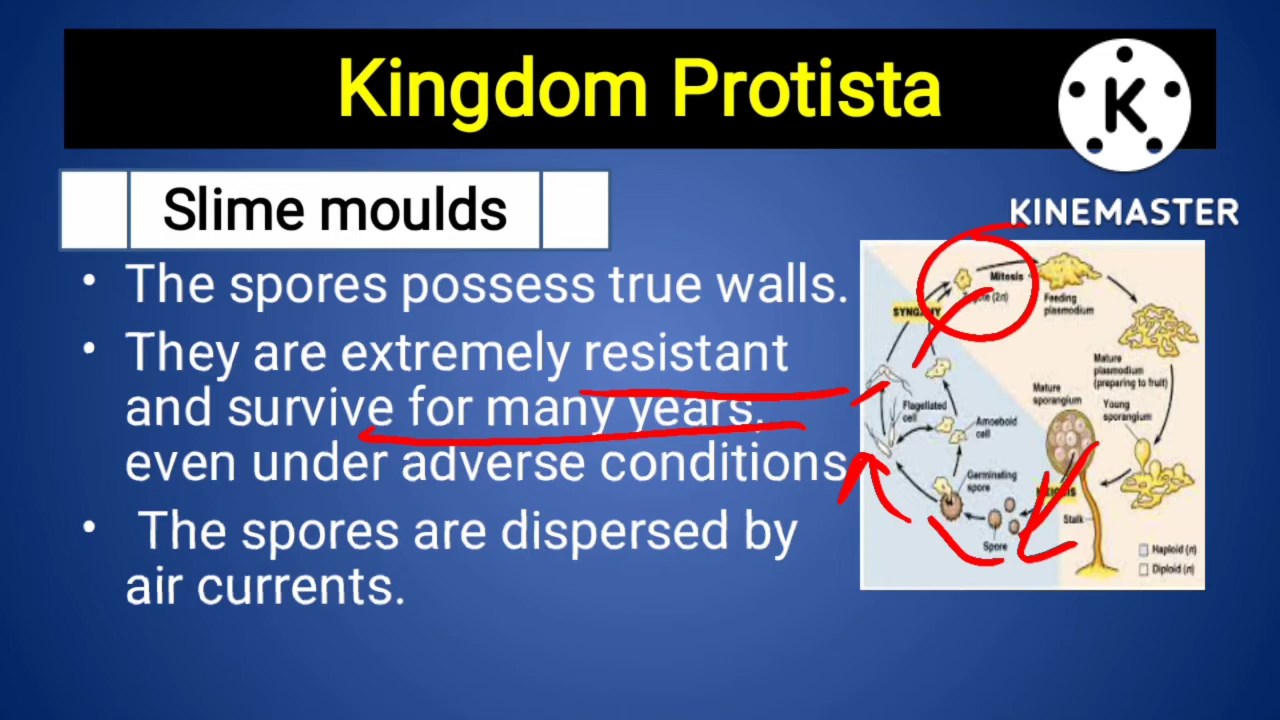 Kingdom Protista
K
KINEMASTER
Slime moulds
• The spores possess true walls.
• They are extremely resistant
and survive for many years,
even under adverse conditions
• The spores are dispersed by
air currents.
Mitosis
(2n)
Feeding
plasmodium
Mature
plasmodium
(preparing to fruit)
Mature
sporangium
Young
sporangium
Flagellated
cell
Amoeboid
cell
Germinating
spore
Spore
Stalk
Haploid (n)
Diploid (n)